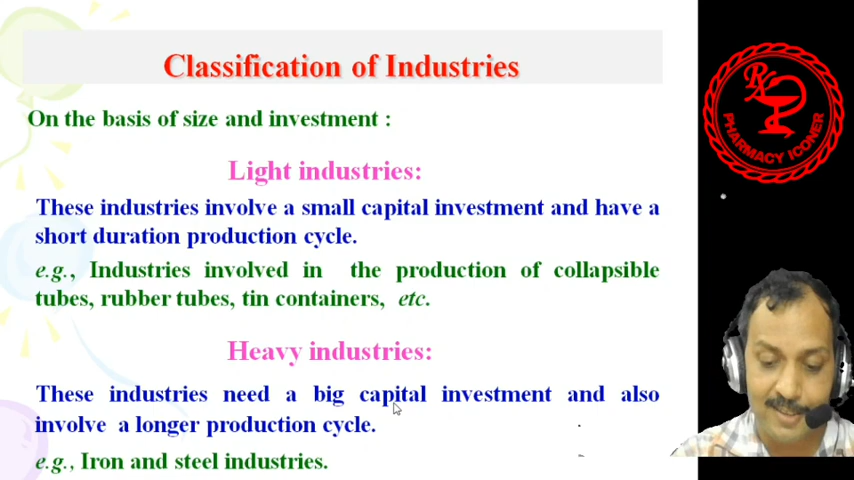 Classification of Industries
On the basis of size and investment :
Light industries:
These industries involve a small capital investment and have a
short duration production cycle.
e.g., Industries involved in the production of collapsible
tubes, rubber tubes, tin containers, etc.
Heavy industries:
These industries need a big capital investment and also
involve a longer production cycle.
e.g., Iron and steel industries.
Rx
PHARMACY ICONER